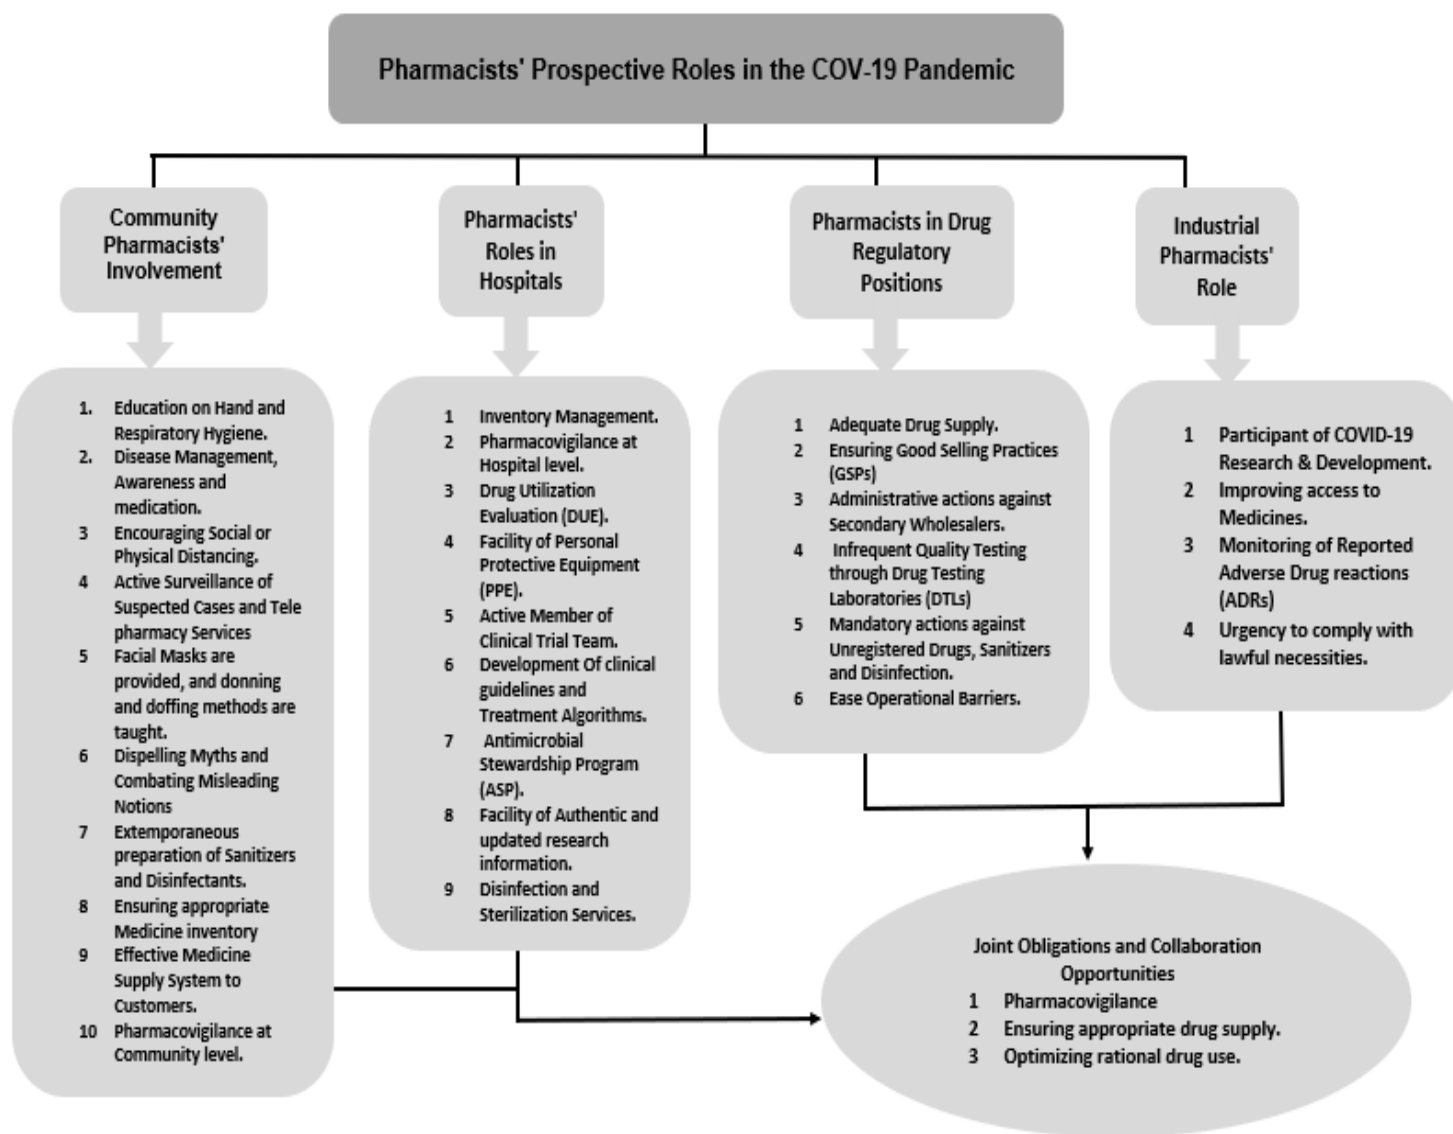 Pharmacists' Prospective Roles in the COV-19 Pandemic
Community
Pharmacists'
Involvement
1. Education on Hand and
Respiratory Hygiene.
2. Disease Management,
Awareness and
medication.
3 Encouraging Social or
Physical Distancing.
4 Active Surveillance of
Suspected Cases and Tele
pharmacy Services
5 Facial Masks are
provided, and donning
and doffing methods are
taught.
6 Dispelling Myths and
Combating Misleading
Notions
7 Extemporaneous
preparation of Sanitizers
and Disinfectants.
8 Ensuring appropriate
Medicine inventory
9 Effective Medicine
Supply System to
Customers.
10 Pharmacovigilance at
Community level.
Pharmacists'
Roles in
Hospitals
1 Inventory Management.
2 Pharmacovigilance at
Hospital level.
3 Drug Utilization
Evaluation (DUE).
4 Facility of Personal
Protective Equipment
(PPE).
5 Active Member of
Clinical Trial Team.
6 Development Of clinical
guidelines and
Treatment Algorithms.
7 Antimicrobial
Stewardship Program
(ASP).
8 Facility of Authentic and
updated research
information.
9 Disinfection and
Sterilization Services.
Pharmacists in Drug
Regulatory
Positions
1 Adequate Drug Supply.
2 Ensuring Good Selling Practices
(GSPs)
3 Administrative actions against
Secondary Wholesalers.
4 Infrequent Quality Testing
through Drug Testing
Laboratories (DTLs)
5 Mandatory actions against
Unregistered Drugs, Sanitizers
and Disinfection.
6 Ease Operational Barriers.
Industrial
Pharmacists'
Role
1 Participant of COVID-19
Research & Development.
2 Improving access to
Medicines.
3 Monitoring of Reported
Adverse Drug reactions
(ADRs)
4 Urgency to comply with
lawful necessities.
Joint Obligations and Collaboration
Opportunities
1 Pharmacovigilance
2 Ensuring appropriate drug supply.
3 Optimizing rational drug use.